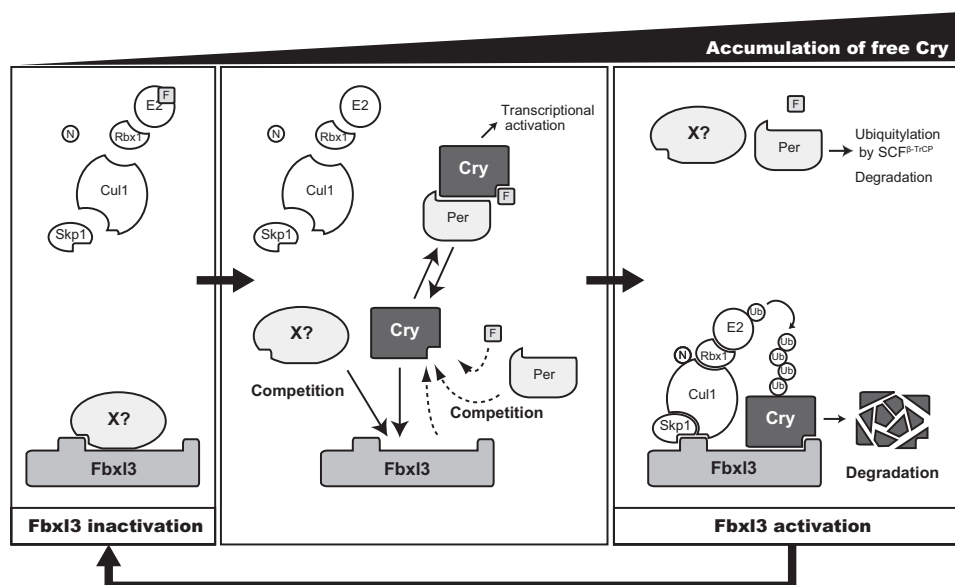 Accumulation of free Cry
N
F
E2
Rbx1
Cul1
Skp1
X?
Fbxl3
Fbxl3 inactivation
N
E2
Rbx1
Cul1
Skp1
Transcriptional
activation
Cry
F
Per
X?
Cry
F
Per
Competition
Competition
Fbxl3
F
X?
Per
Ubiquitylation
by SCFβ-TrCP
Degradation
Ub
E2
N
Rbx1
Ub
Ub
Ub
Ub
Cul1
Skp1
Cry
Fbxl3
Degradation
Fbxl3 activation